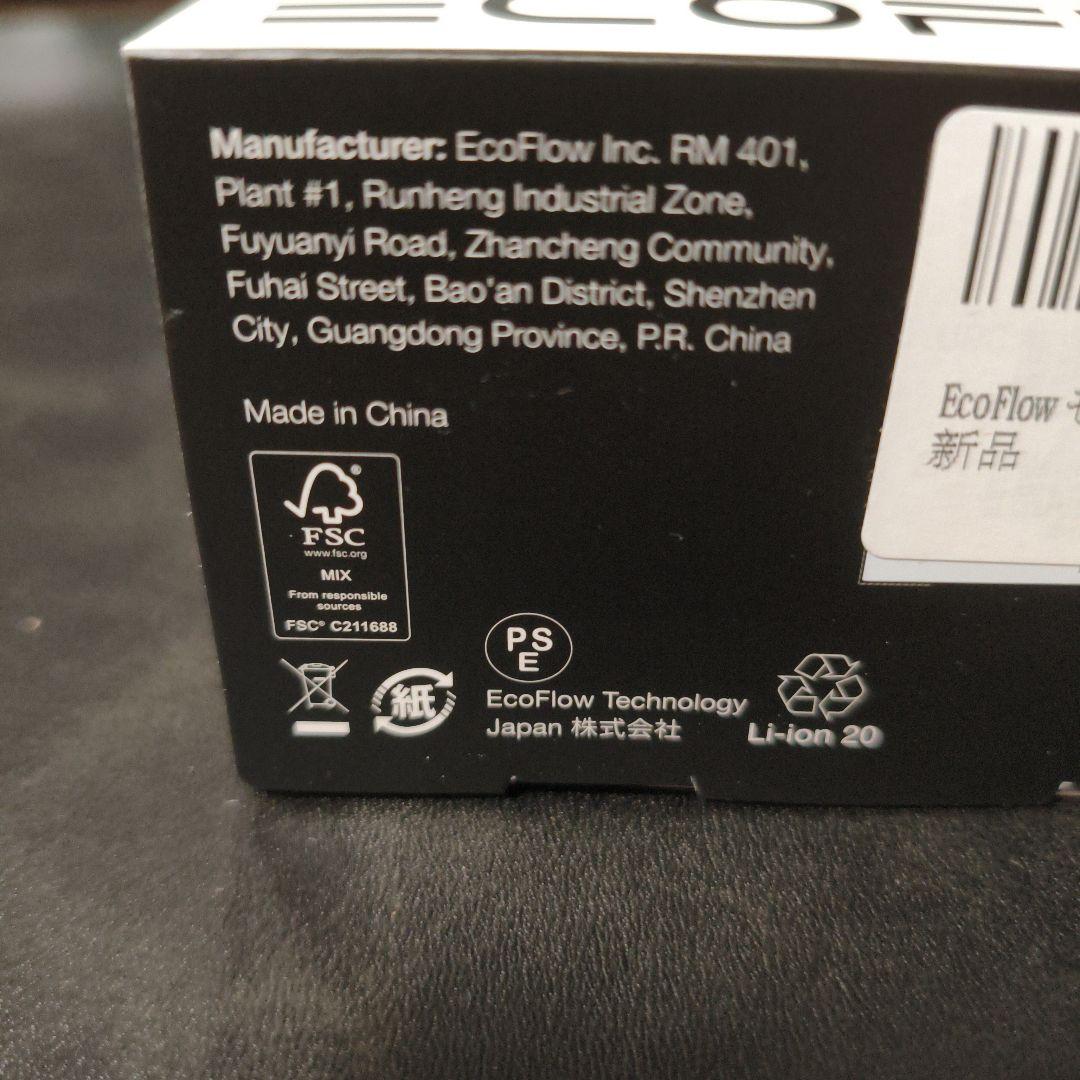 Manufacturer: EcoFlow Inc. RM 401,
Plant #1, Runheng Industrial Zone,
Fuyuanyi Road, Zhancheng Community,
Fuhai Street, Bao'an District, Shenzhen
City, Guangdong Province, P.R. China
Made in China
FSC®
www.fsc.org
MIX
From responsible
sources
FSC® C211688
EcoFlow
新品
紙
PS
E
EcoFlow Technology
Japan 株式会社
Li-ion 20